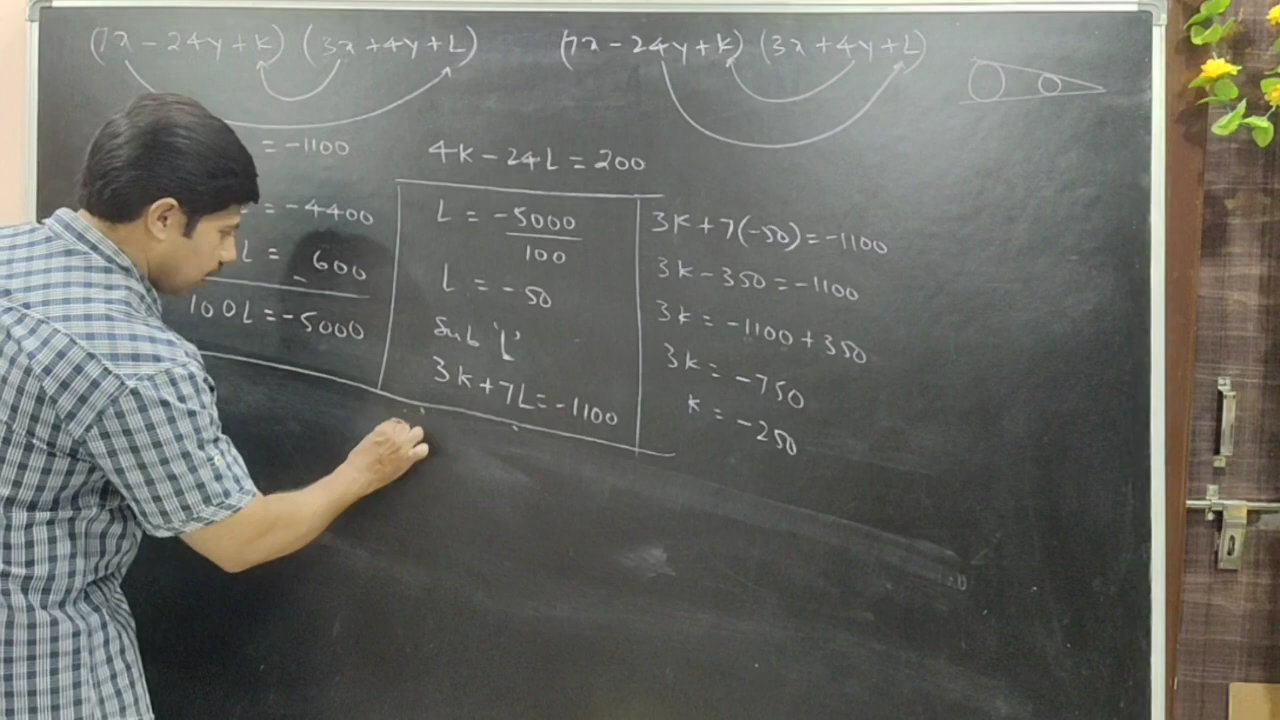 (7x - 24y + k) (3x + 4y + L)
(7x - 24y + k) (3x + 4y + L)
= -1100
= -4400
L = 600
100L = -5000
4k - 24L = 200
L = -5000
100
L = -50
Sub 'L'
3k + 7L = -1100
3k + 7(-50) = -1100
3k - 350 = -1100
3k = -1100 + 350
3k = -750
k = -250